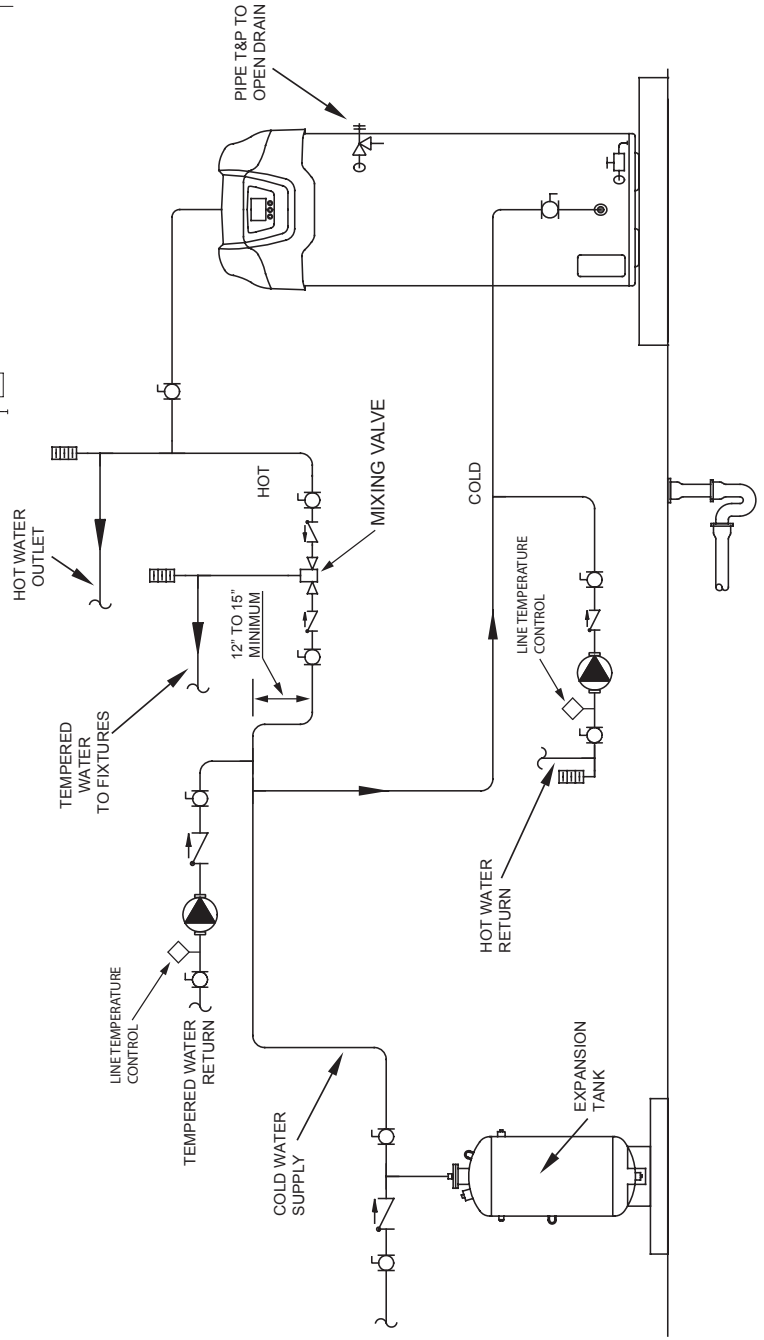 PIPE T&P TO
OPEN DRAIN
HOT WATER
OUTLET
HOT
MIXING VALVE
12" TO 15"
MINIMUM
TEMPERED
WATER
TO FIXTURES
COLD
LINE TEMPERATURE
CONTROL
LINE TEMPERATURE
CONTROL
TEMPERED WATER
RETURN
HOT WATER
RETURN
COLD WATER
SUPPLY
EXPANSION
TANK